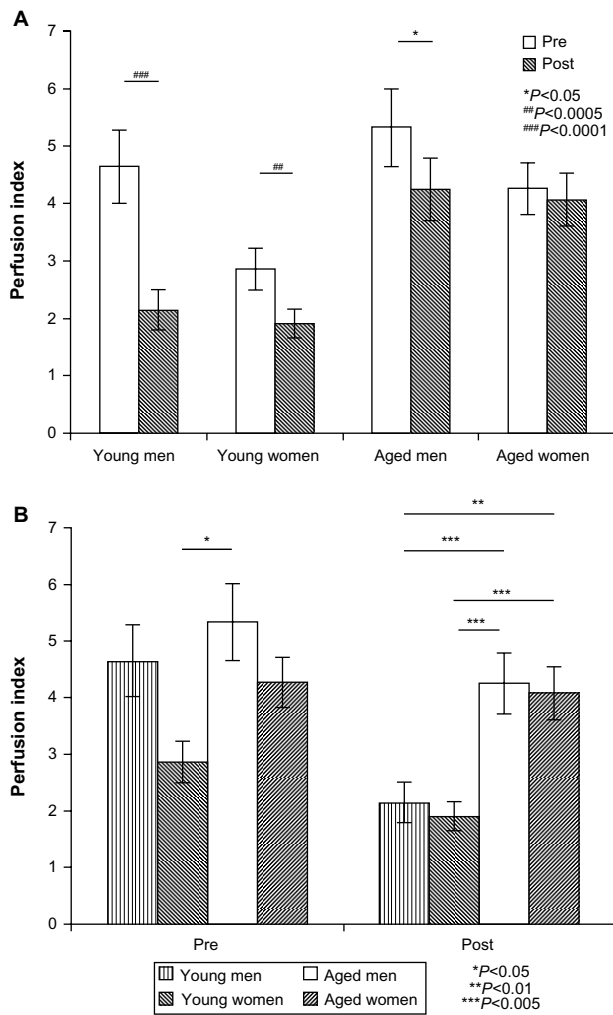 A
7
6
5
4
3
2
1
0
Perfusion index
###
##
*
Pre
Post
*P<0.05
##P<0.0005
###P<0.0001
Young men
Young women
Aged men
Aged women
B
7
6
5
4
3
2
1
0
Perfusion index
*
**
***
***
***
Pre
Post
Young men
Aged men
Young women
Aged women
*P<0.05
**P<0.01
***P<0.005